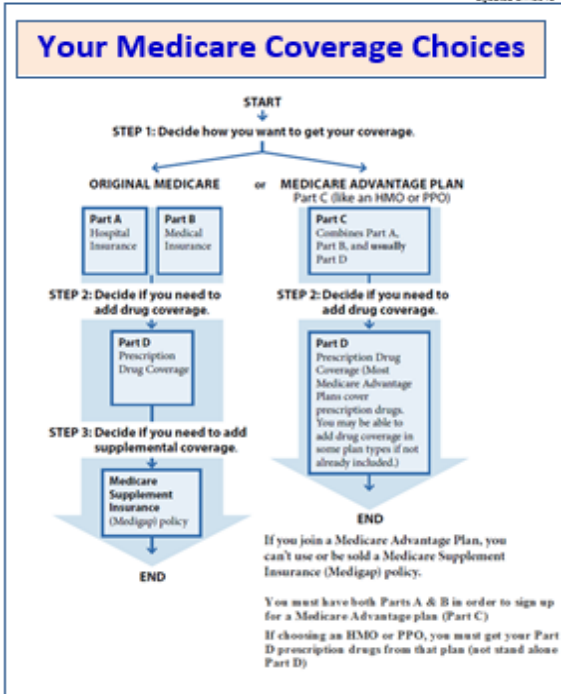 Your Medicare Coverage Choices
START
STEP 1: Decide how you want to get your coverage.
ORIGINAL MEDICARE or MEDICARE ADVANTAGE PLAN
Part C (like an HMO or PPO)
Part A
Hospital
Insurance
Part B
Medical
Insurance
Part C
Combines Part A,
Part B, and usually
Part D
STEP 2: Decide if you need to
add drug coverage.
Part D
Prescription
Drug Coverage
STEP 3: Decide if you need to add
supplemental coverage.
Medicare
Supplement
Insurance
(Medigap) policy
END
STEP 2: Decide if you need to
add drug coverage.
Part D
Prescription Drug
Coverage (Most
Medicare Advantage
Plans cover
prescription drugs.
You may be able to
add drug coverage in
some plan types if not
already included.)
END
If you join a Medicare Advantage Plan, you
can't use or be sold a Medicare Supplement
Insurance (Medigap) policy.
You must have both Parts A & B in order to sign up
for a Medicare Advantage plan (Part C)
If choosing an HMO or PPO, you must get your Part
D prescription drugs from that plan (not stand alone
Part D)